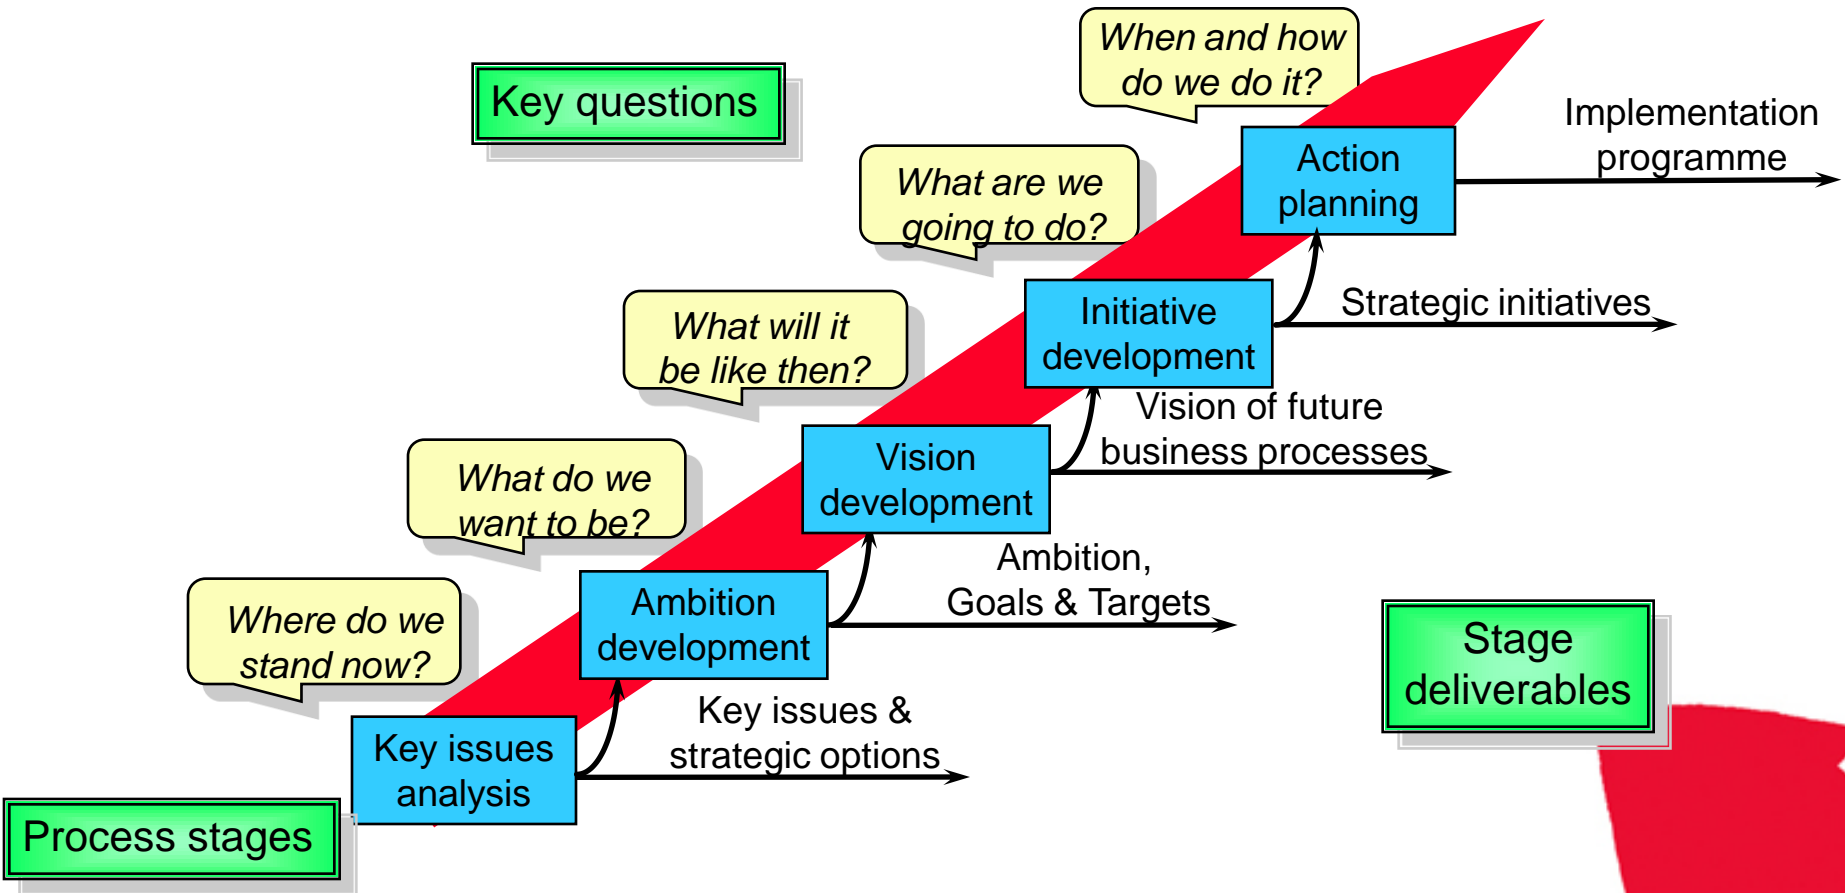 When and how
do we do it?
Key questions
Implementation
programme
Action
planning
What are we
going to do?
Strategic initiatives
Initiative
development
What will it
be like then?
Vision of future
business processes
Vision
development
What do we
want to be?
Ambition,
Goals & Targets
Ambition
development
Where do we
stand now?
Stage
deliverables
Key issues &
strategic options
Key issues
analysis
Process stages